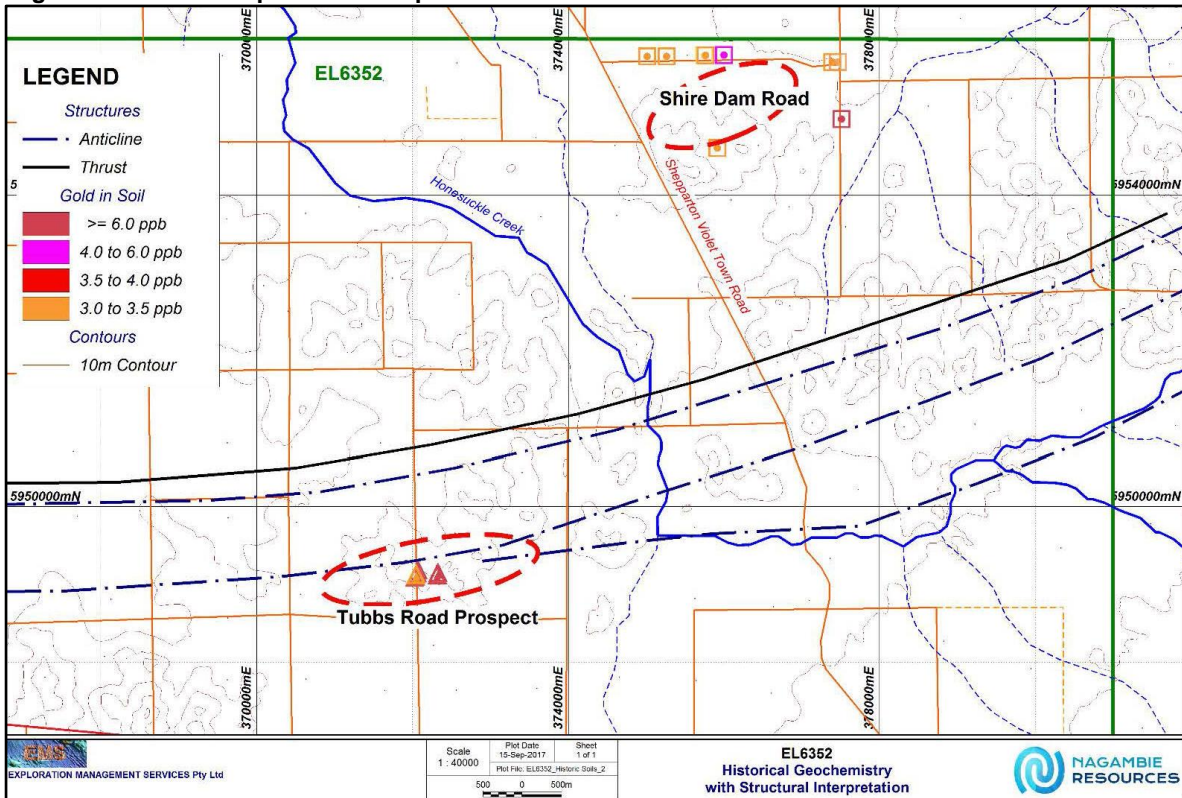 370000mE
374000mE
378000mE
EL6352
LEGEND
Structures
Anticline
Thrust
Gold in Soil
>= 6.0 ppb
4.0 to 6.0 ppb
3.5 to 4.0 ppb
3.0 to 3.5 ppb
Contours
10m Contour
Shire Dam Road
5
5954000mN
Honesuckle Creek
Shepparton Violet Town Road
5950000mN
5950000mN
Tubbs Road Prospect
370000mE
374000mE
378000mE
EMS
EXPLORATION MANAGEMENT SERVICES Pty Ltd
Scale
1 : 40000
Plot Date
15-Sep-2017
Sheet
1 of 1
Plot File: EL6352_Historic Soils_2
500 0 500m
EL6352
Historical Geochemistry
with Structural Interpretation
NAGAMBIE
RESOURCES